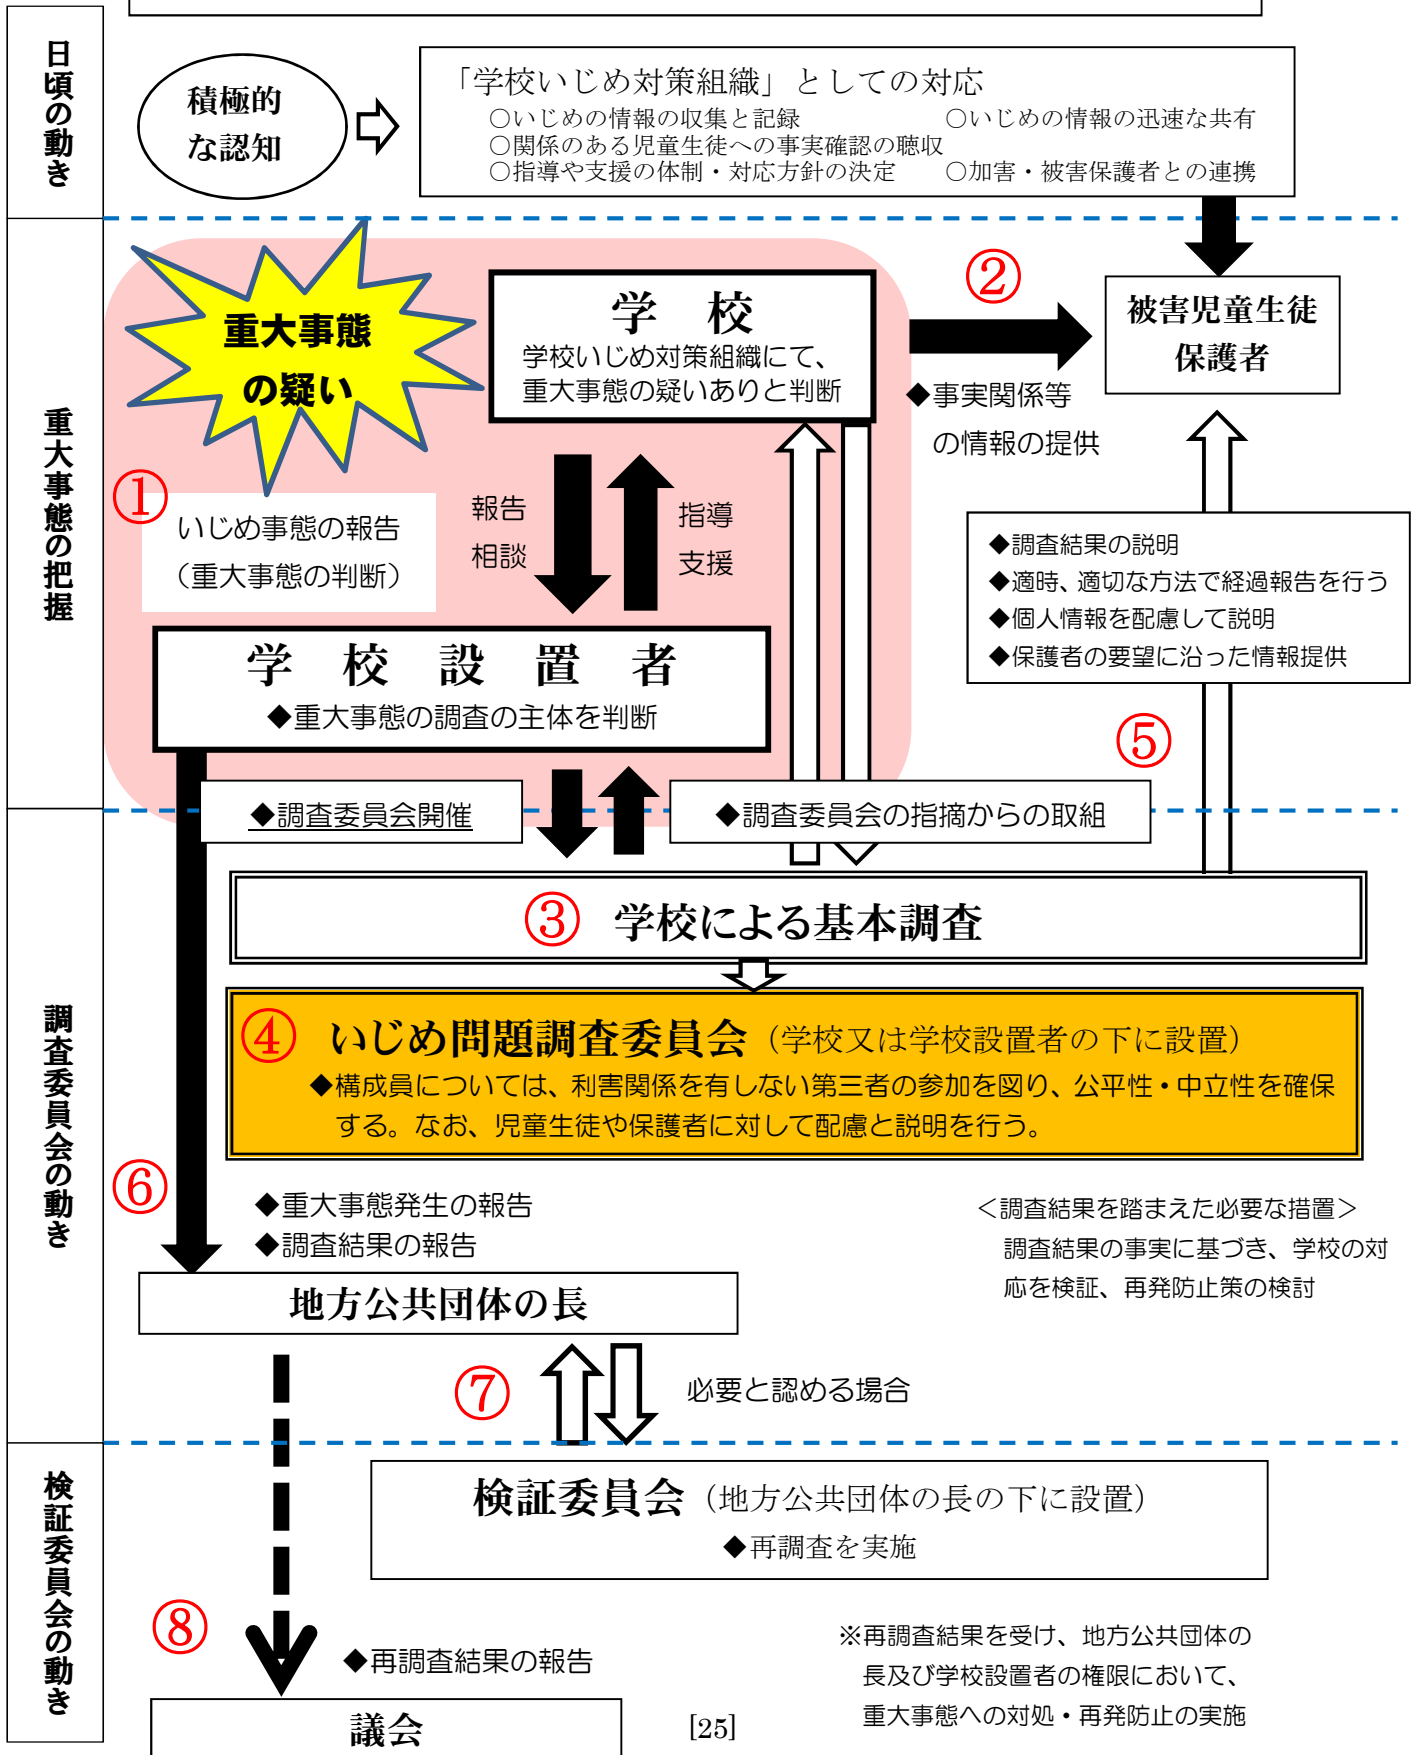 日頃の動き
積極的
な認知
「学校いじめ対策組織」としての対応
○いじめの情報の収集と記録 ○いじめの情報の迅速な共有
○関係のある児童生徒への事実確認の聴収
○指導や支援の体制・対応方針の決定 ○加害・被害保護者との連携
重大事態の把握
重大事態
の疑い
学 校
学校いじめ対策組織にて、
重大事態の疑いありと判断
②
被害児童生徒
保護者
◆事実関係等
の情報の提供
①
いじめ事態の報告
（重大事態の判断）
報告
相談
指導
支援
◆調査結果の説明
◆適時、適切な方法で経過報告を行う
◆個人情報を配慮して説明
◆保護者の要望に沿った情報提供
学 校 設 置 者
◆重大事態の調査の主体を判断
⑤
◆調査委員会開催
◆調査委員会の指摘からの取組
調査委員会の動き
③ 学校による基本調査
④ いじめ問題調査委員会（学校又は学校設置者の下に設置）
◆構成員については、利害関係を有しない第三者の参加を図り、公平性・中立性を確保
する。なお、児童生徒や保護者に対して配慮と説明を行う。
⑥
◆重大事態発生の報告
◆調査結果の報告
＜調査結果を踏まえた必要な措置＞
調査結果の事実に基づき、学校の対
応を検証、再発防止策の検討
地方公共団体の長
⑦
必要と認める場合
検証委員会の動き
検証委員会（地方公共団体の長の下に設置）
◆再調査を実施
⑧
◆再調査結果の報告
※再調査結果を受け、地方公共団体の
長及び学校設置者の権限において、
重大事態への対処・再発防止の実施
議会
[25]